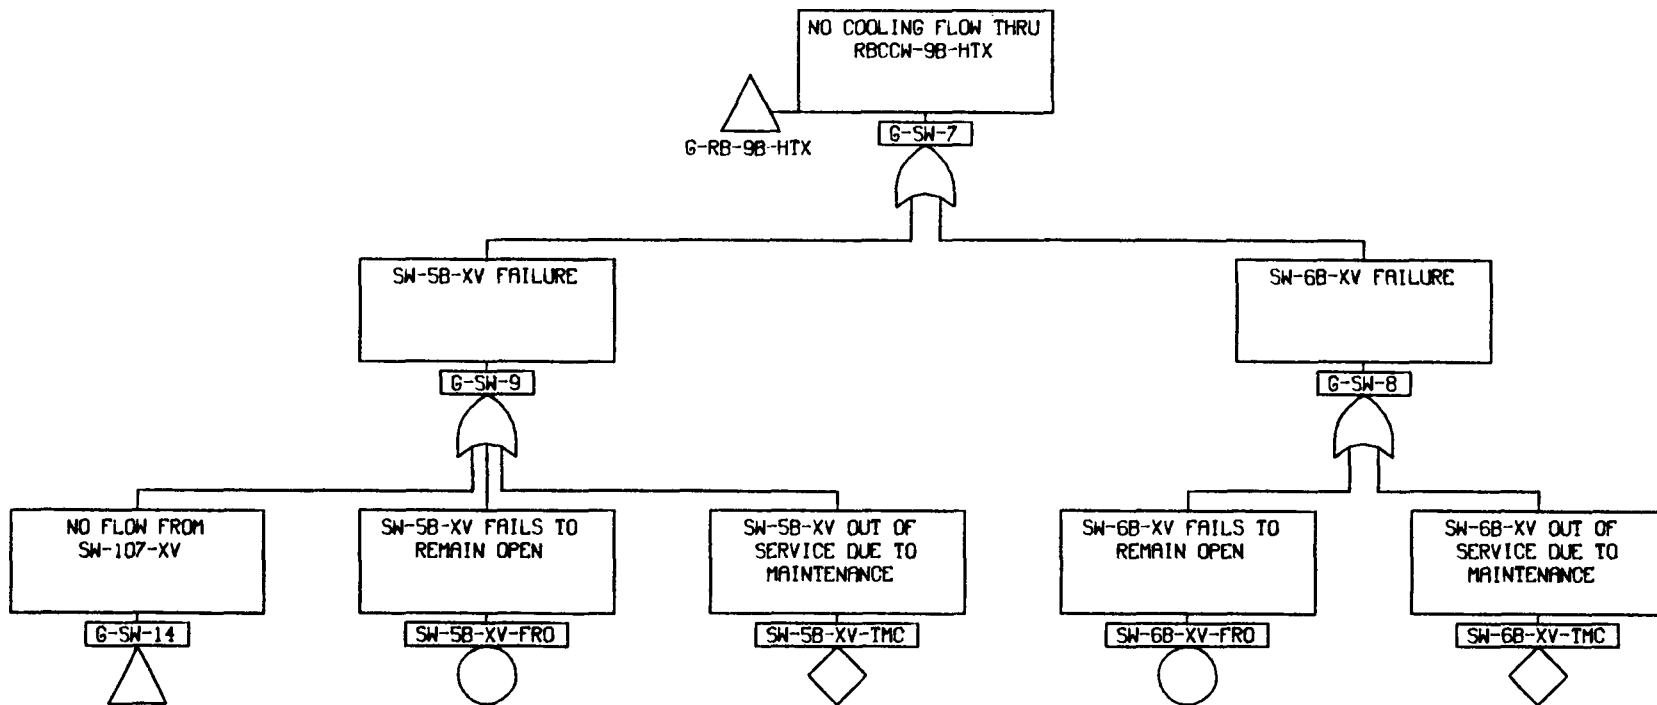 NO COOLING FLOW THRU
RBCCW-9B-HTX
G-RB-9B-HTX
G-SW-7
SW-5B-XV FAILURE
SW-6B-XV FAILURE
G-SW-9
G-SW-8
NO FLOW FROM
SW-107-XV
SW-5B-XV FAILS TO
REMAIN OPEN
SW-5B-XV OUT OF
SERVICE DUE TO
MAINTENANCE
SW-6B-XV FAILS TO
REMAIN OPEN
SW-6B-XV OUT OF
SERVICE DUE TO
MAINTENANCE
G-SW-14
SW-5B-XV-FRO
SW-5B-XV-TMC
SW-6B-XV-FRO
SW-6B-XV-TMC